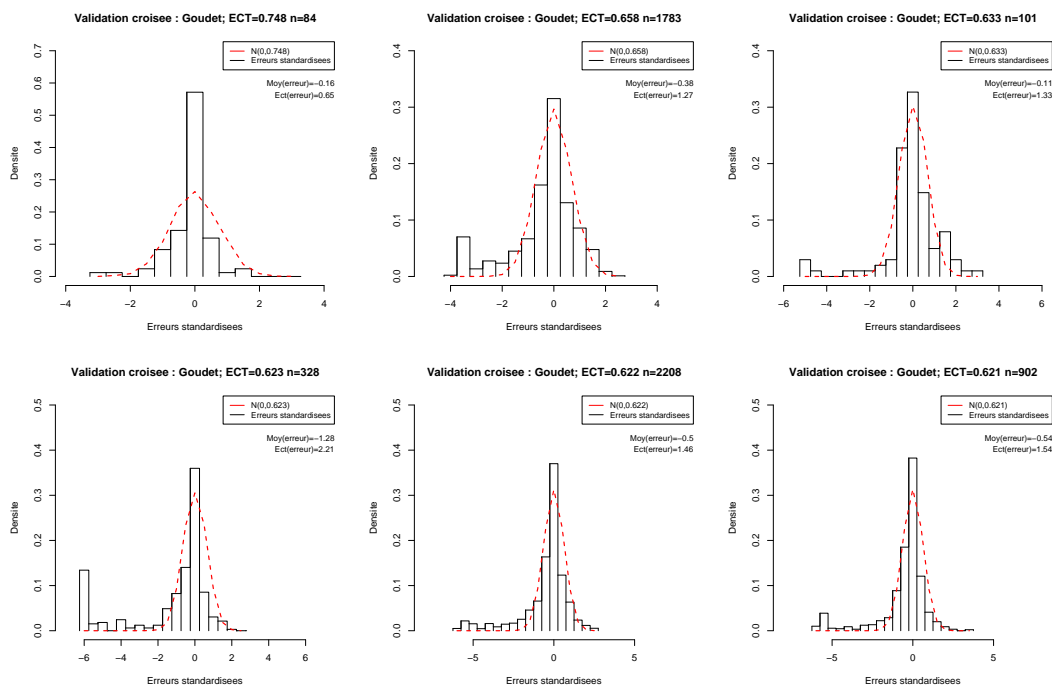 Validation croisee : Goudet; ECT=0.748 n=84
N(0,0.748)
Erreurs standardisees
Moy(erreur)=−0.16
Ect(erreur)=0.65
Densite
0.0 0.1 0.2 0.3 0.4 0.5 0.6 0.7
−4 −2 0 2 4
Erreurs standardisees
Validation croisee : Goudet; ECT=0.658 n=1783
N(0,0.658)
Erreurs standardisees
Moy(erreur)=−0.38
Ect(erreur)=1.27
Densite
0.0 0.1 0.2 0.3 0.4
−4 −2 0 2 4
Erreurs standardisees
Validation croisee : Goudet; ECT=0.633 n=101
N(0,0.633)
Erreurs standardisees
Moy(erreur)=−0.11
Ect(erreur)=1.33
Densite
0.0 0.1 0.2 0.3 0.4
−6 −4 −2 0 2 4 6
Erreurs standardisees
Validation croisee : Goudet; ECT=0.623 n=328
N(0,0.623)
Erreurs standardisees
Moy(erreur)=−1.28
Ect(erreur)=2.21
Densite
0.0 0.1 0.2 0.3 0.4 0.5
−6 −4 −2 0 2 4 6
Erreurs standardisees
Validation croisee : Goudet; ECT=0.622 n=2208
N(0,0.622)
Erreurs standardisees
Moy(erreur)=−0.5
Ect(erreur)=1.46
Densite
0.0 0.1 0.2 0.3 0.4 0.5
−5 0 5
Erreurs standardisees
Validation croisee : Goudet; ECT=0.621 n=902
N(0,0.621)
Erreurs standardisees
Moy(erreur)=−0.54
Ect(erreur)=1.54
Densite
0.0 0.1 0.2 0.3 0.4 0.5
−5 0 5
Erreurs standardisees